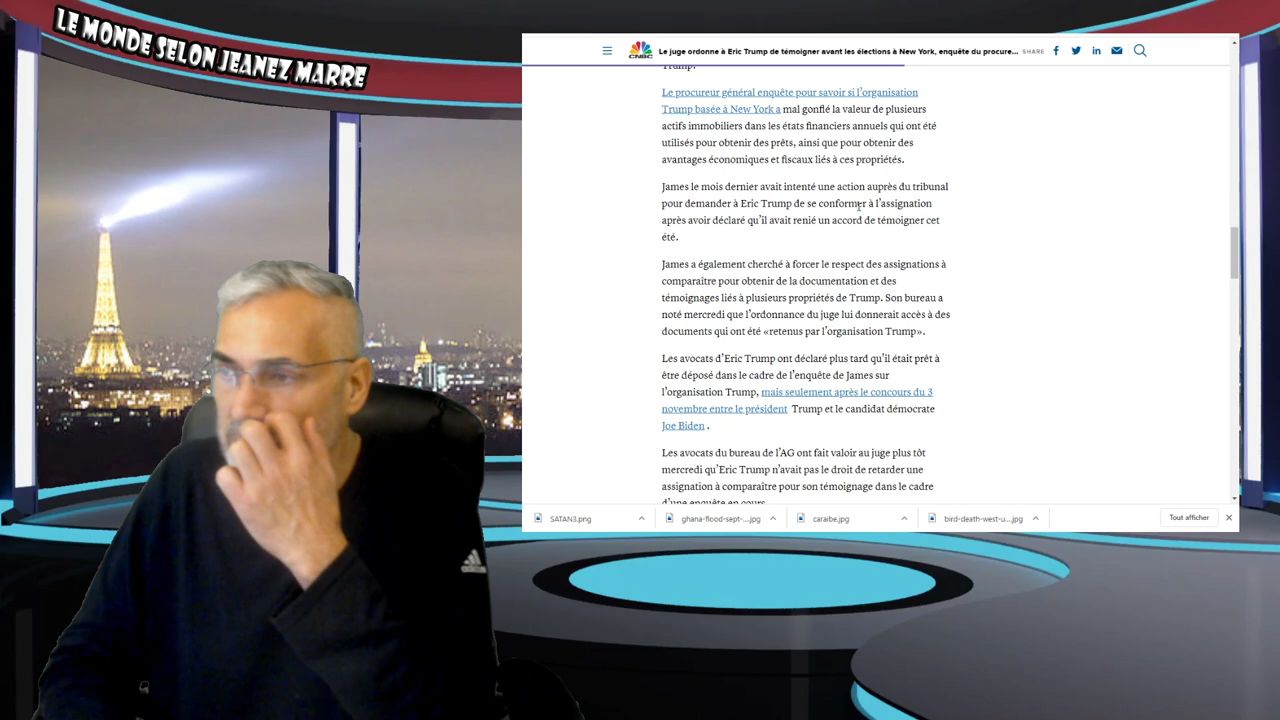 LE MONDE SELON JEANEZ MARRE
CNBC
Le juge ordonne à Eric Trump de témoigner avant les élections à New York, enquête du procure...
SHARE
Trump.
Le procureur général enquête pour savoir si l'organisation
Trump basée à New York a mal gonflé la valeur de plusieurs
actifs immobiliers dans les états financiers annuels qui ont été
utilisés pour obtenir des prêts, ainsi que pour obtenir des
avantages économiques et fiscaux liés à ces propriétés.
James le mois dernier avait intenté une action auprès du tribunal
pour demander à Eric Trump de se conformer à l'assignation
après avoir déclaré qu'il avait renié un accord de témoigner cet
été.
James a également cherché à forcer le respect des assignations à
comparaître pour obtenir de la documentation et des
témoignages liés à plusieurs propriétés de Trump. Son bureau a
noté mercredi que l'ordonnance du juge lui donnerait accès à des
documents qui ont été «retenus par l'organisation Trump».
Les avocats d'Eric Trump ont déclaré plus tard qu'il était prêt à
être déposé dans le cadre de l'enquête de James sur
l'organisation Trump, mais seulement après le concours du 3
novembre entre le président Trump et le candidat démocrate
Joe Biden .
Les avocats du bureau de l'AG ont fait valoir au juge plus tôt
mercredi qu'Eric Trump n'avait pas le droit de retarder une
assignation à comparaître pour son témoignage dans le cadre
d'une enquête en cours
SATAN3.png
ghana-flood-sept-....jpg
caraibe.jpg
bird-death-west-u....jpg
Tout afficher
adidas